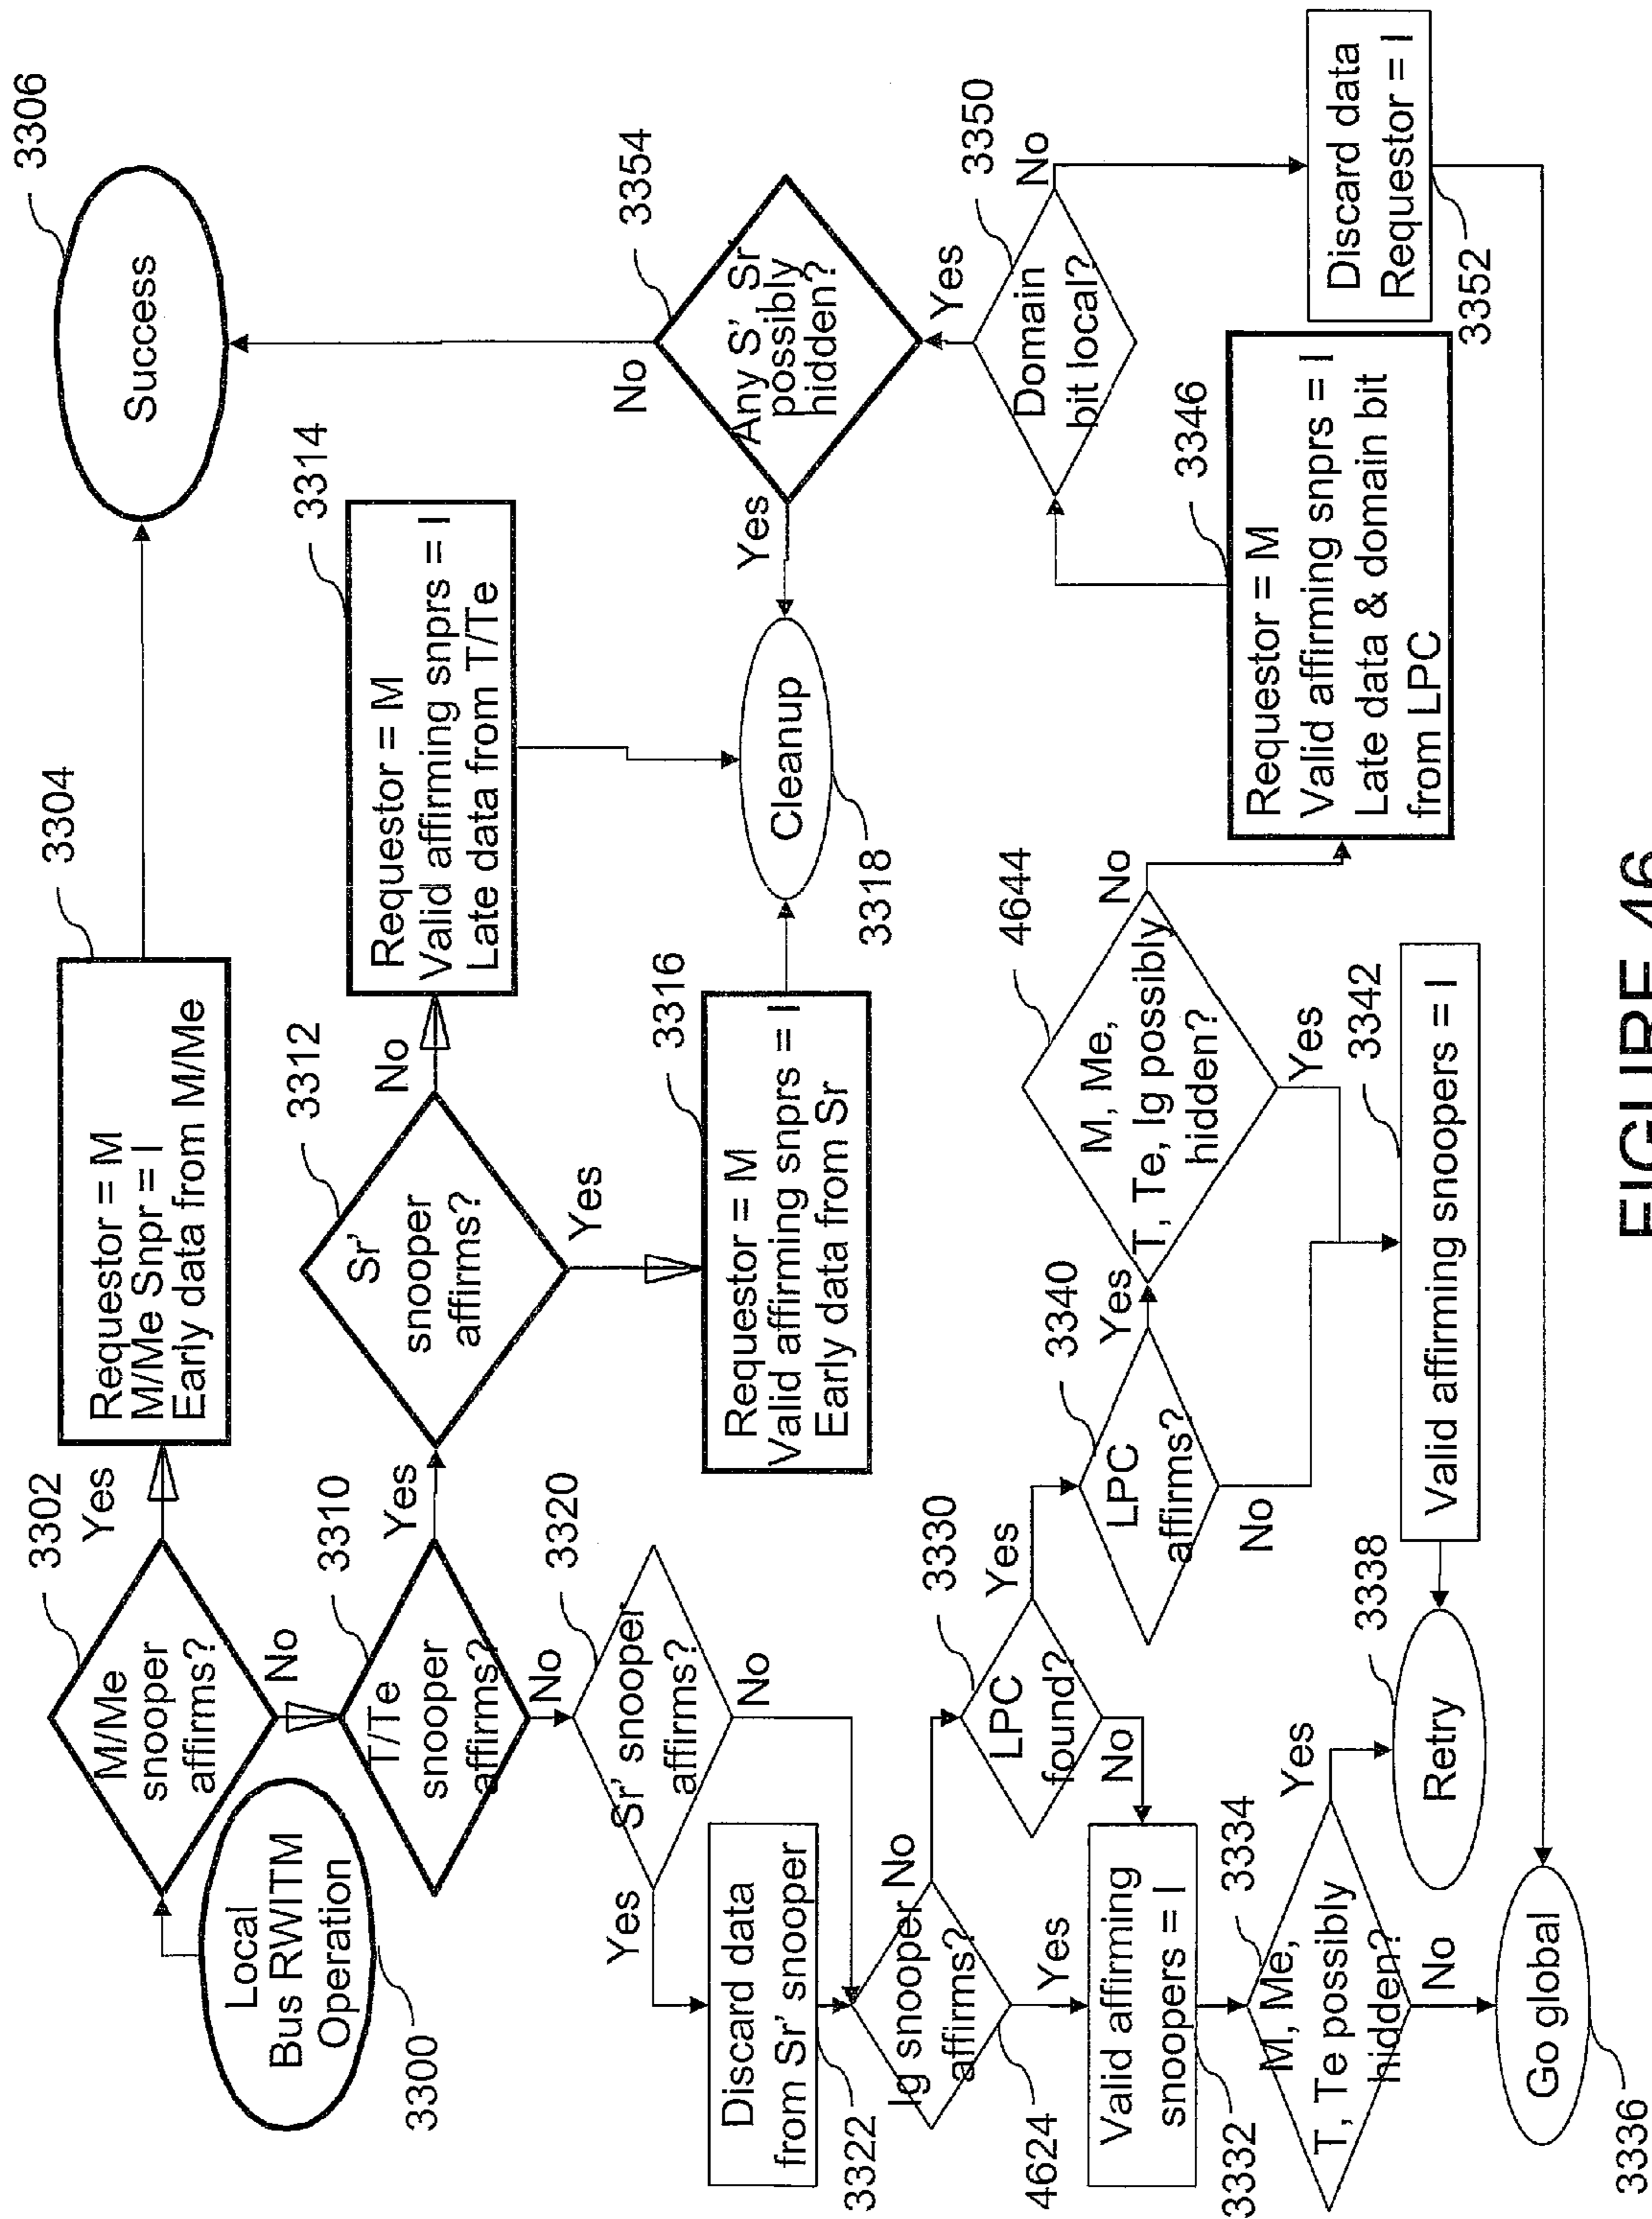 Local
Bus RWITM
Operation
3300
M/Me
snooper
affirms?
3302
Yes
No
Requestor = M
M/Me Snpr = I
Early data from M/Me
3304
Success
3306
T/Te
snooper
affirms?
3310
Yes
No
Sr'
snooper
affirms?
3312
No
Yes
Requestor = M
Valid affirming snprs = I
Late data from T/Te
3314
Requestor = M
Valid affirming snprs = I
Early data from Sr
3316
Cleanup
3318
Sr' snooper
affirms?
3320
Yes
No
Discard data
from Sr' snooper
3322
Ig snooper
affirms?
4624
No
Yes
LPC
found?
3330
Yes
No
Valid affirming
snoopers = I
3332
M, Me,
T, Te possibly
hidden?
3334
Yes
No
Go global
3336
Retry
3338
LPC
affirms?
3340
Yes
No
M, Me,
T, Te, Ig possibly
hidden?
4644
No
Yes
Valid affirming snoopers = I
3342
Requestor = M
Valid affirming snprs = I
Late data & domain bit
from LPC
3346
Domain
bit local?
3350
Yes
No
Discard data
Requestor = I
3352
Any S' Sr'
possibly
hidden?
3354
No
Yes
FIGURE 46